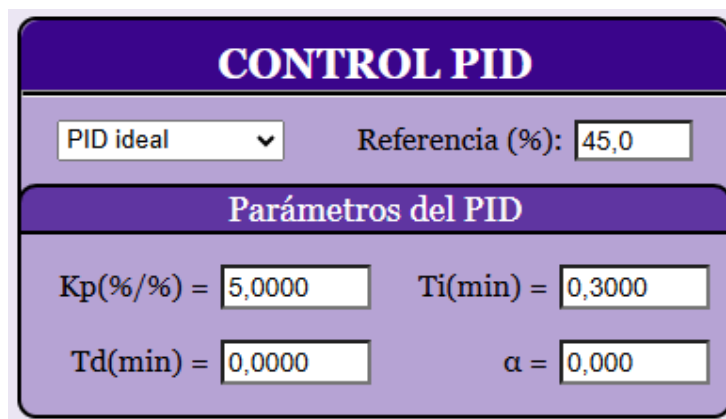 CONTROL PID
PID ideal Referencia (%): 45,0
Parámetros del PID
Kp(%/%) = 5,0000 Ti(min) = 0,3000
Td(min) = 0,0000 α = 0,000